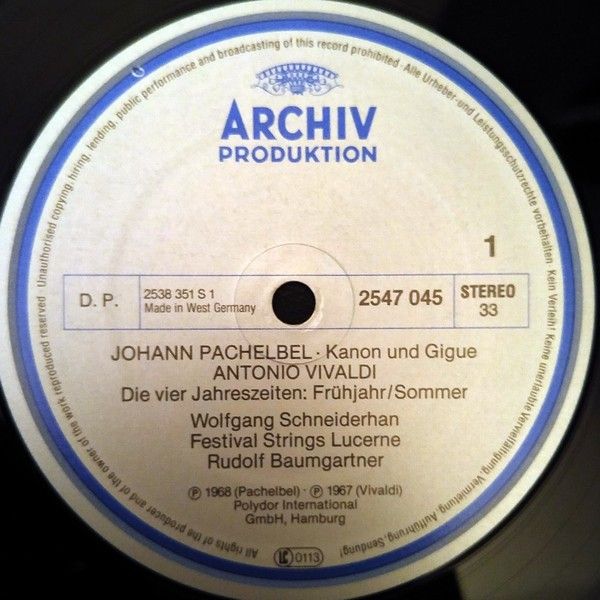 ARCHIV
PRODUKTION
1
D. P.
2538 351 S 1
Made in West Germany
2547 045
STEREO
33
JOHANN PACHELBEL · Kanon und Gigue
ANTONIO VIVALDI
Die vier Jahreszeiten: Frühjahr/Sommer
Wolfgang Schneiderhan
Festival Strings Lucerne
Rudolf Baumgartner
℗ 1968 (Pachelbel) · ℗ 1967 (Vivaldi)
Polydor International
GmbH, Hamburg
LC 0113
All rights of the producer and of the owner of the work reproduced reserved · Unauthorised copying, hiring, lending, public performance and broadcasting of this record prohibited · Alle Urheber- und Leistungsschutzrechte vorbehalten · Kein Verleih! Keine unerlaubte Vervielfältigung, Vermietung, Aufführung, Sendung!